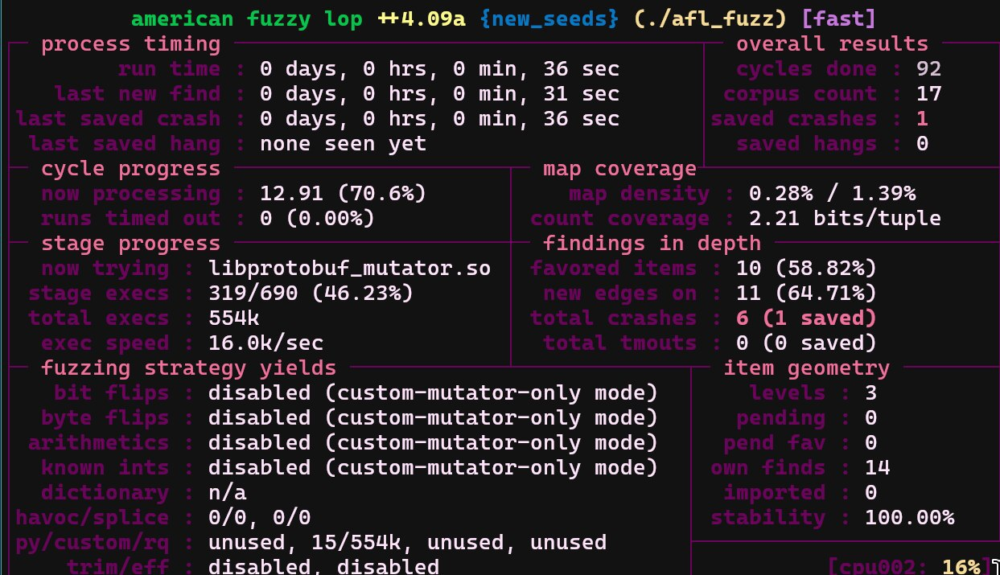 american fuzzy lop ++4.09a {new_seeds} (./afl_fuzz) [fast]
process timing overall results
run time : 0 days, 0 hrs, 0 min, 36 sec cycles done : 92
last new find : 0 days, 0 hrs, 0 min, 31 sec corpus count : 17
last saved crash : 0 days, 0 hrs, 0 min, 36 sec saved crashes : 1
last saved hang : none seen yet saved hangs : 0
cycle progress map coverage
now processing : 12.91 (70.6%) map density : 0.28% / 1.39%
runs timed out : 0 (0.00%) count coverage : 2.21 bits/tuple
stage progress findings in depth
now trying : libprotobuf_mutator.so favored items : 10 (58.82%)
stage execs : 319/690 (46.23%) new edges on : 11 (64.71%)
total execs : 554k total crashes : 6 (1 saved)
exec speed : 16.0k/sec total tmouts : 0 (0 saved)
fuzzing strategy yields item geometry
bit flips : disabled (custom-mutator-only mode) levels : 3
byte flips : disabled (custom-mutator-only mode) pending : 0
arithmetics : disabled (custom-mutator-only mode) pend fav : 0
known ints : disabled (custom-mutator-only mode) own finds : 14
dictionary : n/a imported : 0
havoc/splice : 0/0, 0/0 stability : 100.00%
py/custom/rq : unused, 15/554k, unused, unused
trim/eff : disabled, disabled [cpu002: 16%]